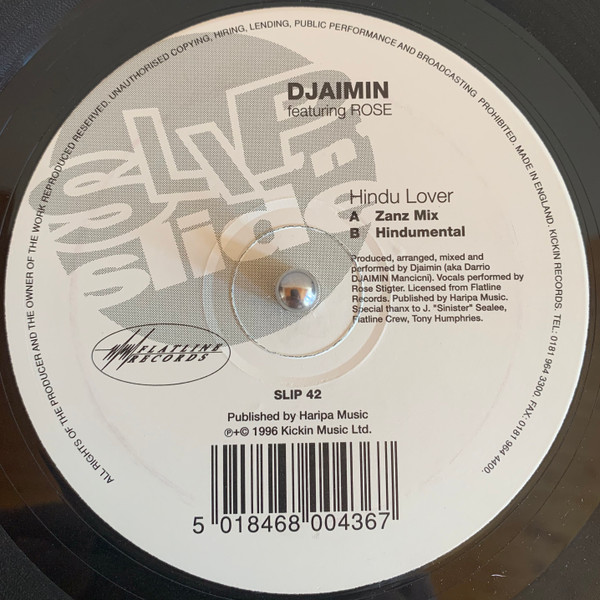 ALL RIGHTS OF THE PRODUCER AND THE OWNER OF THE WORK REPRODUCED RESERVED. UNAUTHORISED COPYING, HIRING, LENDING, PUBLIC PERFORMANCE AND BROADCASTING PROHIBITED. MADE IN ENGLAND. KICKIN RECORDS. TEL: 0181 964 3300. FAX: 0181 964 4400.
SLIP
n
slide
DJAIMIN
featuring ROSE
Hindu Lover
A Zanz Mix
B Hindumental
Produced, arranged, mixed and
performed by Djaimin (aka Darrio
DJAIMIN Mancioni). Vocals performed by
Rose Stigter. Licensed from Flatline
Records. Published by Haripa Music.
Special thanx to J. "Sinister" Sealee,
Flatline Crew, Tony Humphries.
FLATLINE
RECORDS
SLIP 42
Published by Haripa Music
℗+© 1996 Kickin Music Ltd.
5 018468 004367